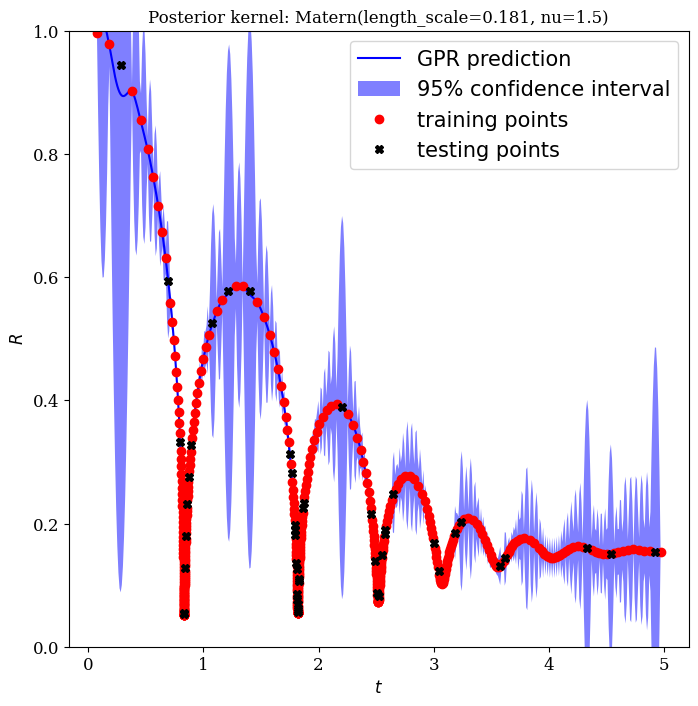 Posterior kernel: Matern(length_scale=0.181, nu=1.5)
GPR prediction
95% confidence interval
training points
testing points
1.0
0.8
0.6
0.4
0.2
0.0
R
0 1 2 3 4 5
t